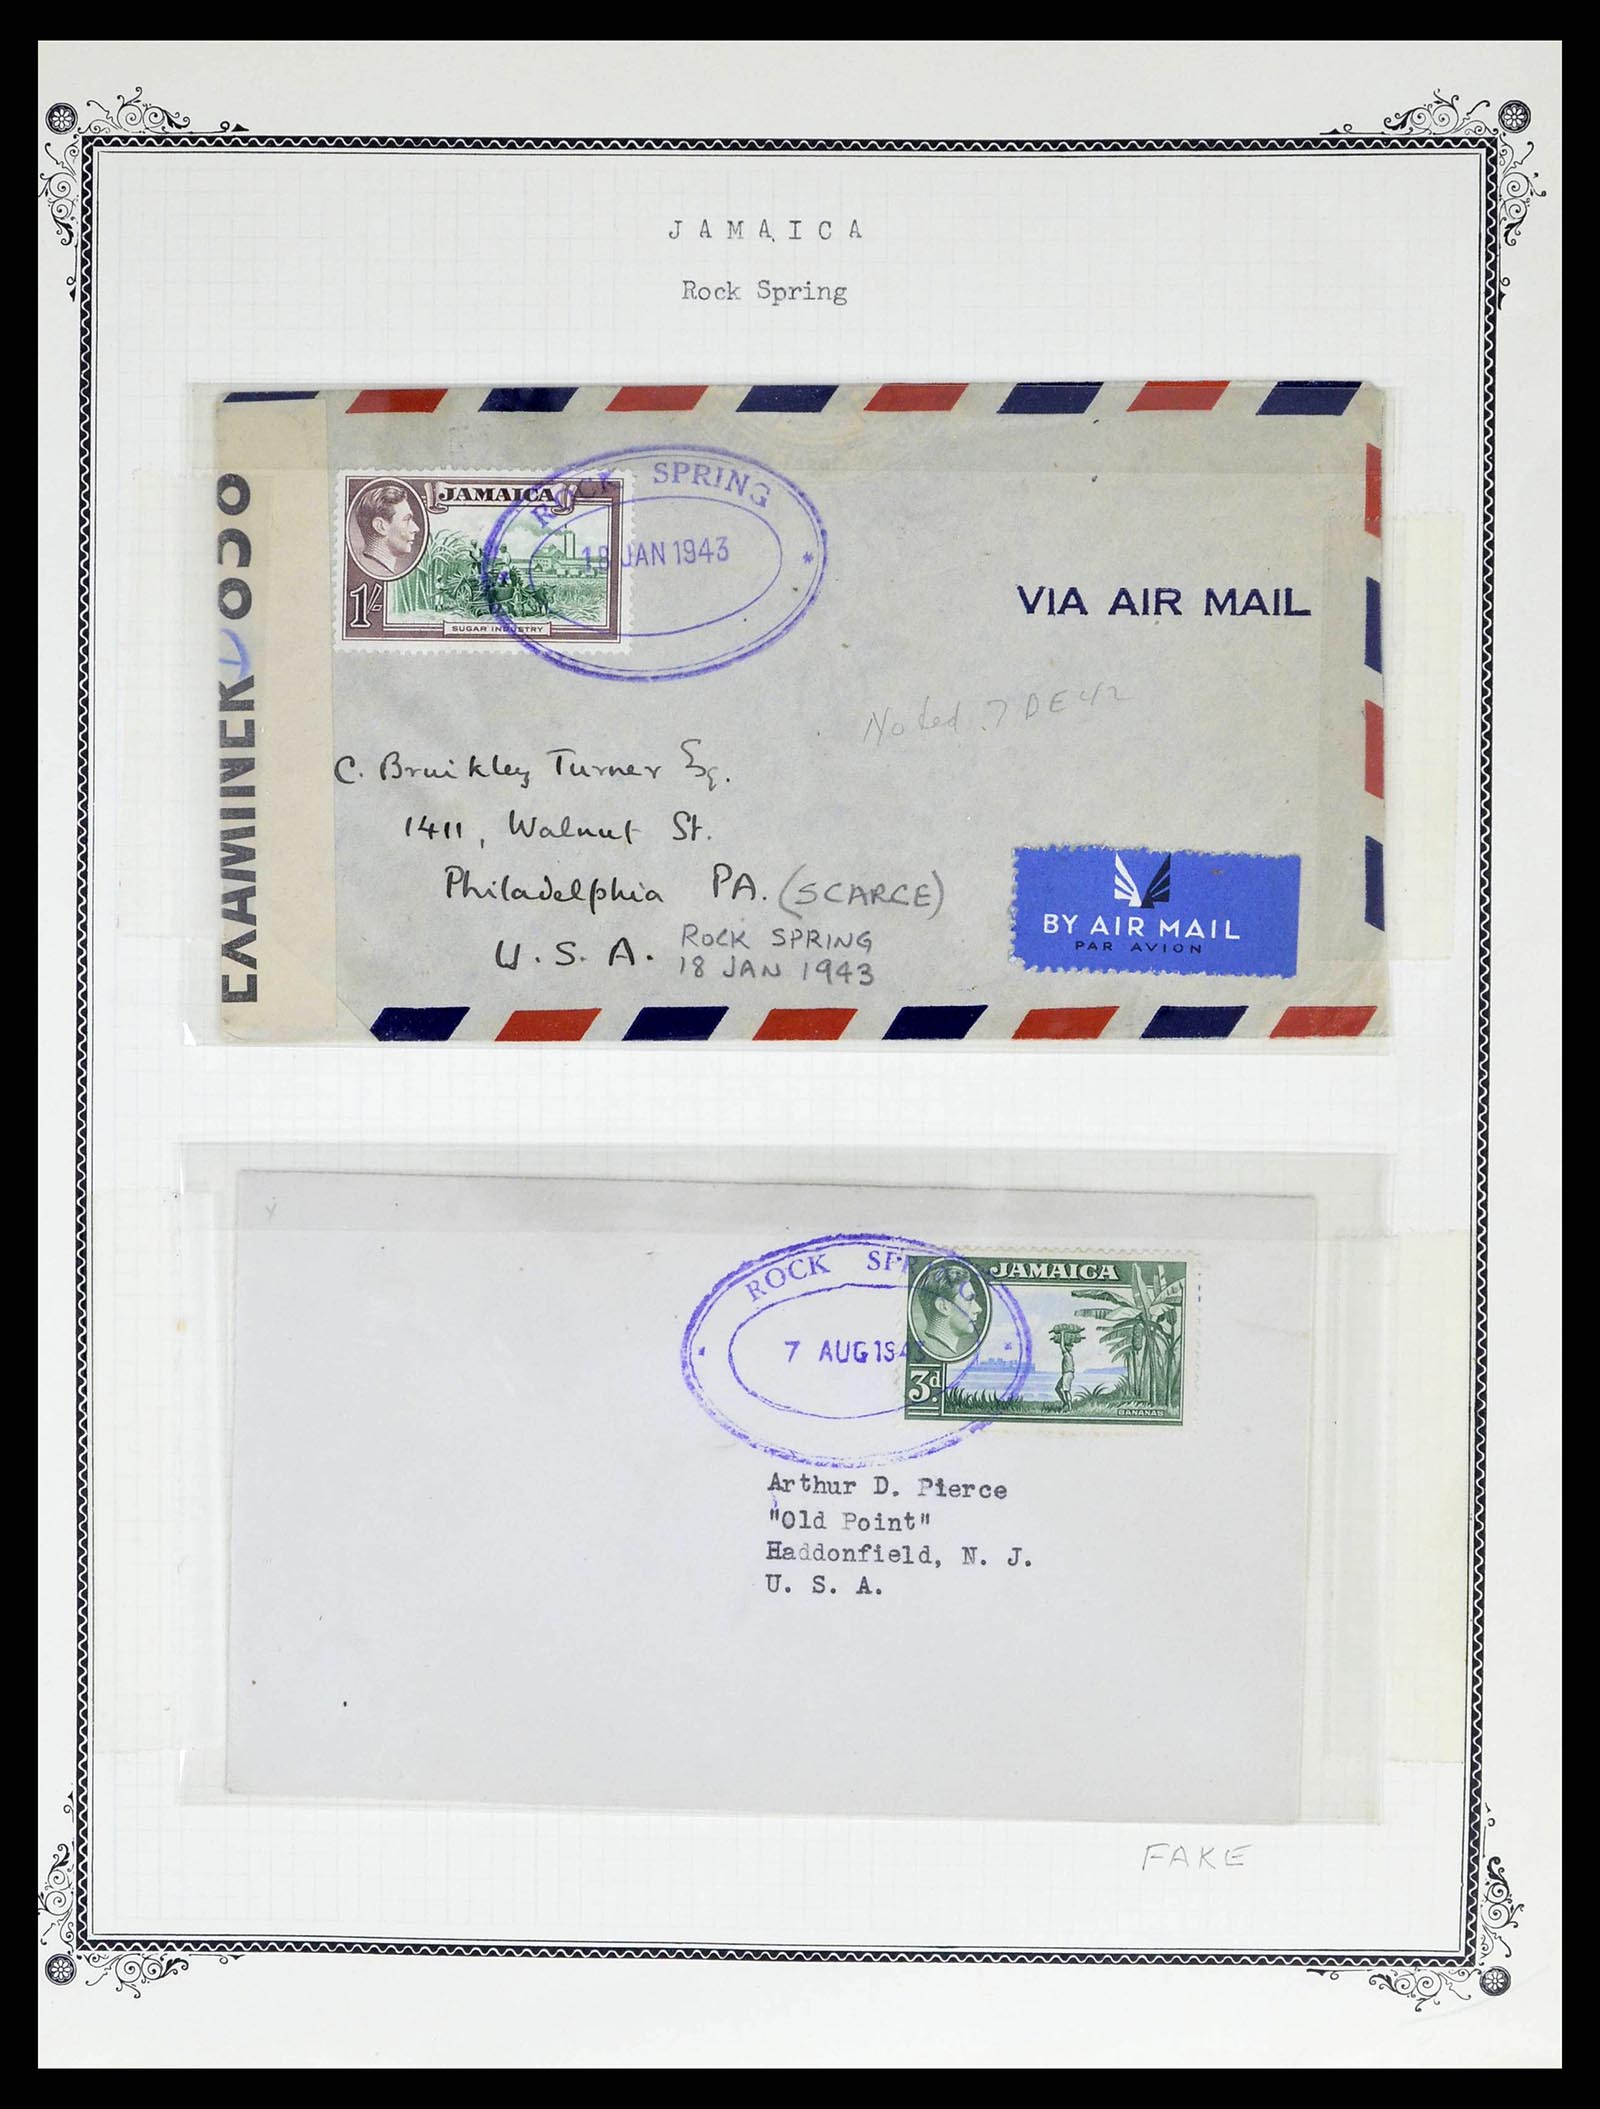 JAMAICA
Rock Spring
EXAMINER D
JAMAICA
1/-
SUGAR INDUSTRY
ROCK SPRING
18 JAN 1943
VIA AIR MAIL
Noted 7 DE 42
C. Brinkley Turner Esq.
1411, Walnut St.
Philadelphia PA. (SCARCE)
U. S. A.
ROCK SPRING
18 JAN 1943
BY AIR MAIL
PAR AVION
ROCK SPRING
7 AUG 194
JAMAICA
3d
BANANAS
Arthur D. Pierce
"Old Point"
Haddonfield, N. J.
U. S. A.
FAKE